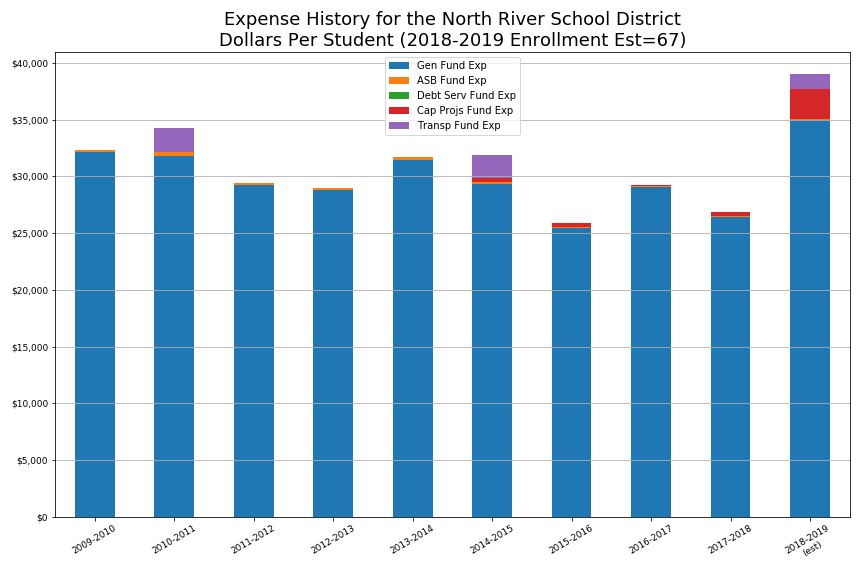 Expense History for the North River School District
Dollars Per Student (2018-2019 Enrollment Est=67)
Gen Fund Exp
ASB Fund Exp
Debt Serv Fund Exp
Cap Projs Fund Exp
Transp Fund Exp
$40,000
$35,000
$30,000
$25,000
$20,000
$15,000
$10,000
$5,000
$0
2009-2010
2010-2011
2011-2012
2012-2013
2013-2014
2014-2015
2015-2016
2016-2017
2017-2018
2018-2019
(est)